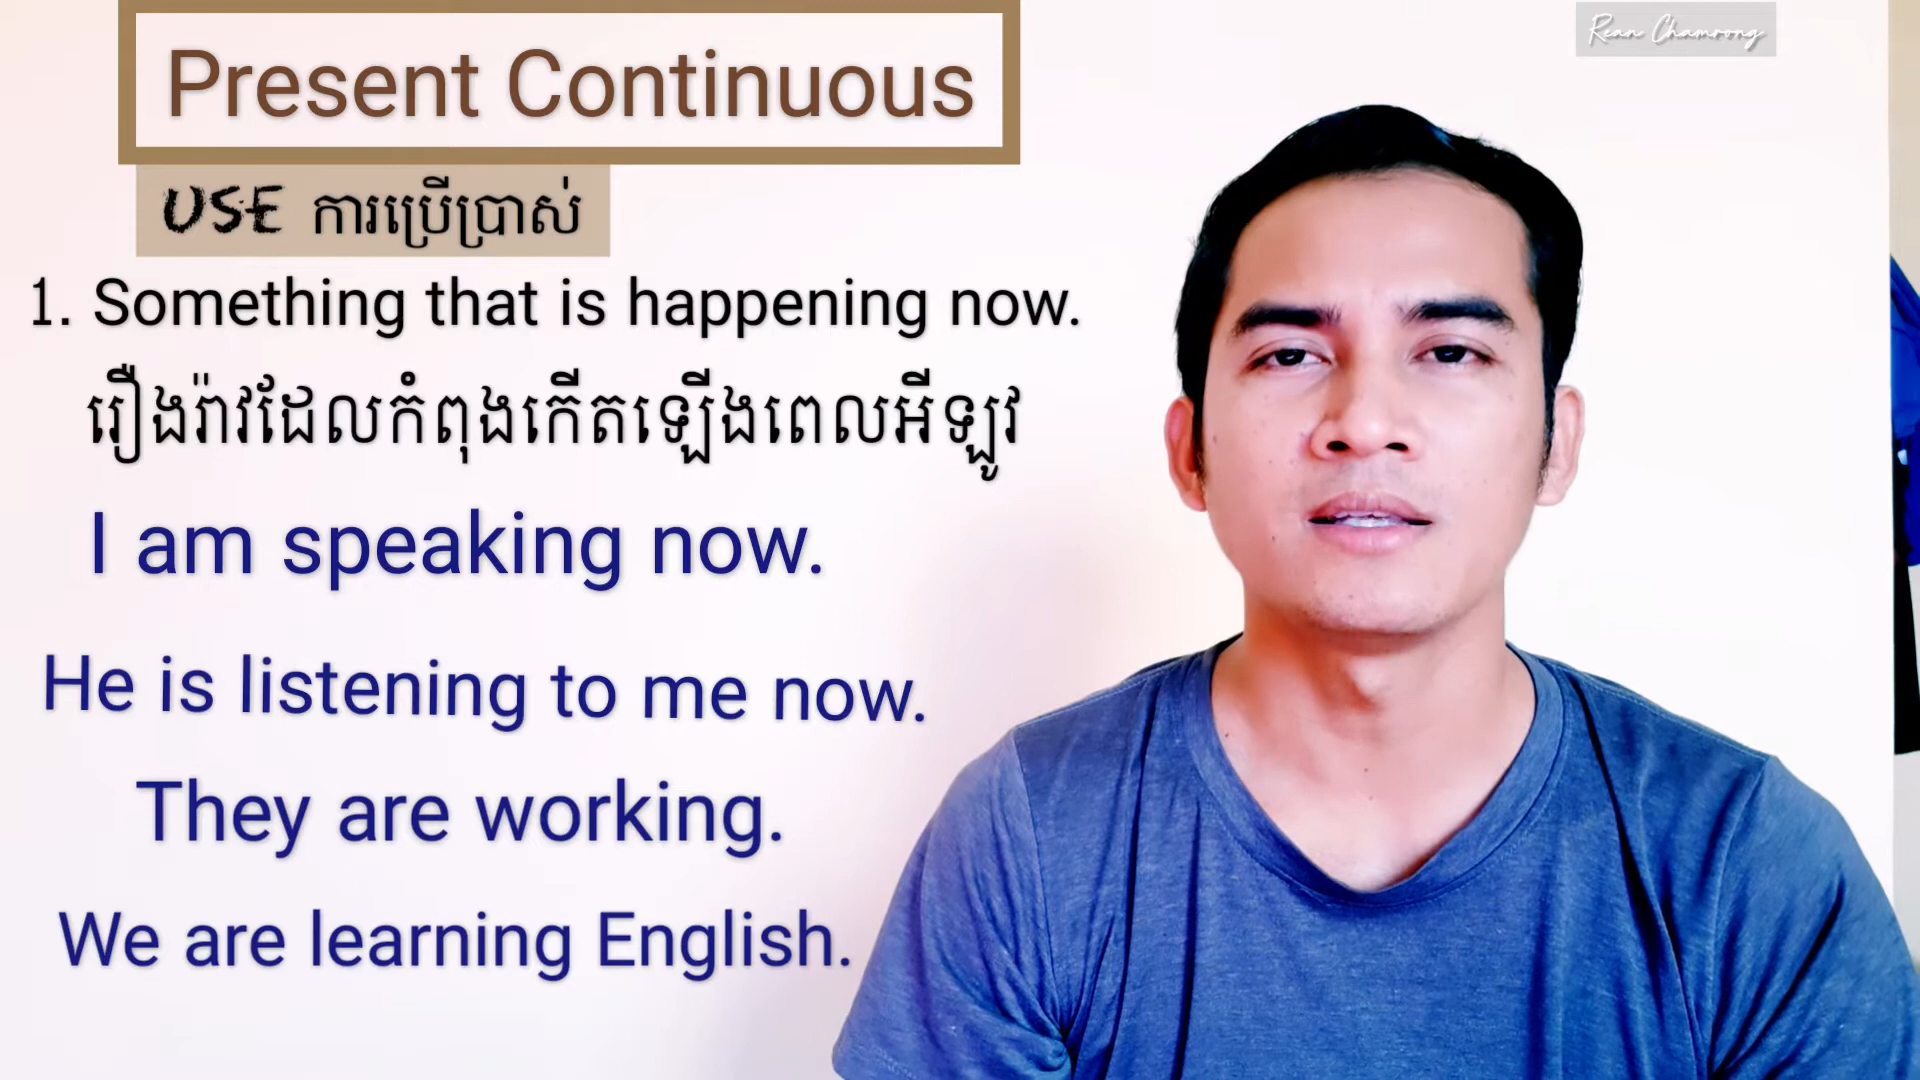 Rean Chamrong
Present Continuous
USE ការប្រើប្រាស់
1. Something that is happening now.
រឿងរ៉ាវដែលកំពុងកើតឡើងពេលអីឡូវ
I am speaking now.
He is listening to me now.
They are working.
We are learning English.